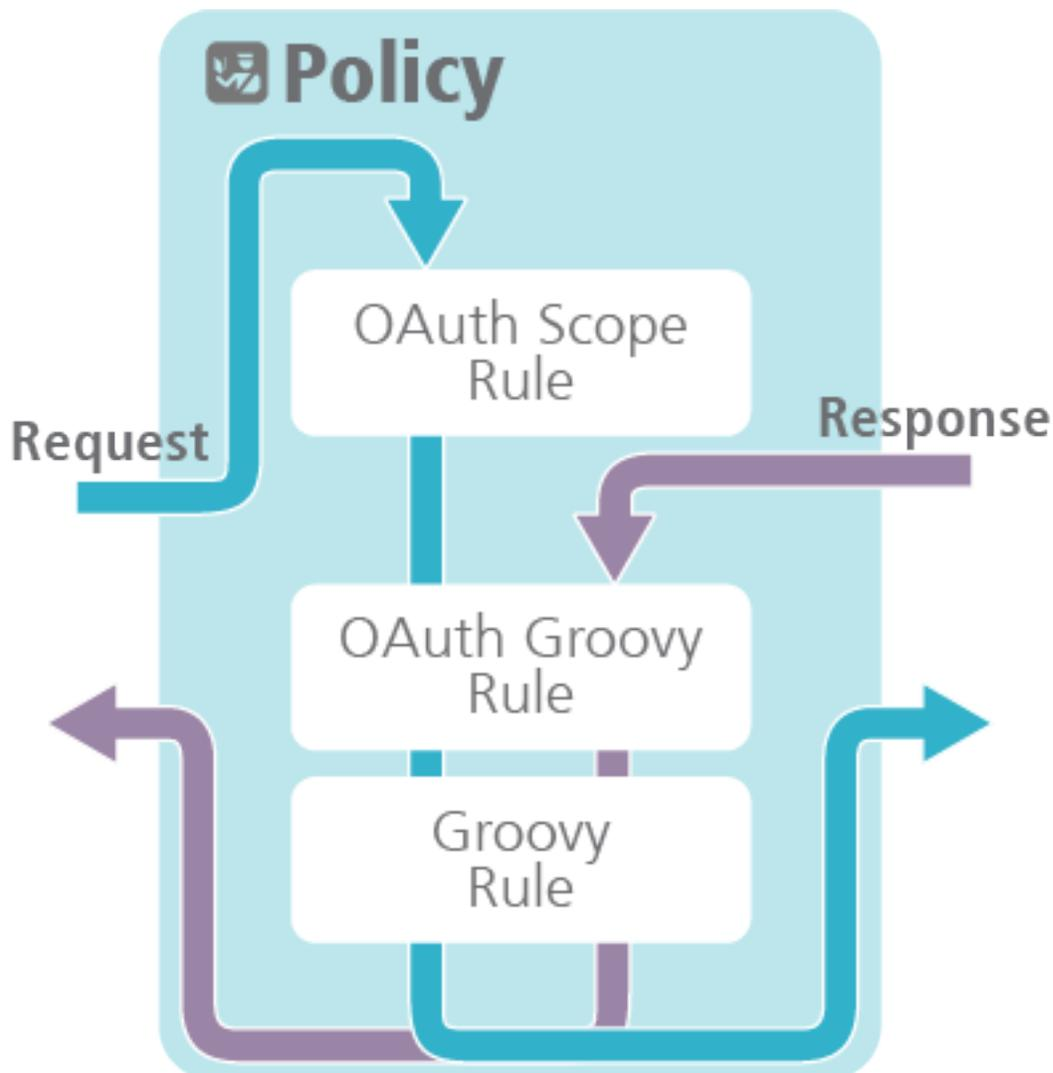 Policy
OAuth Scope
Rule
Request
Response
OAuth Groovy
Rule
Groovy
Rule